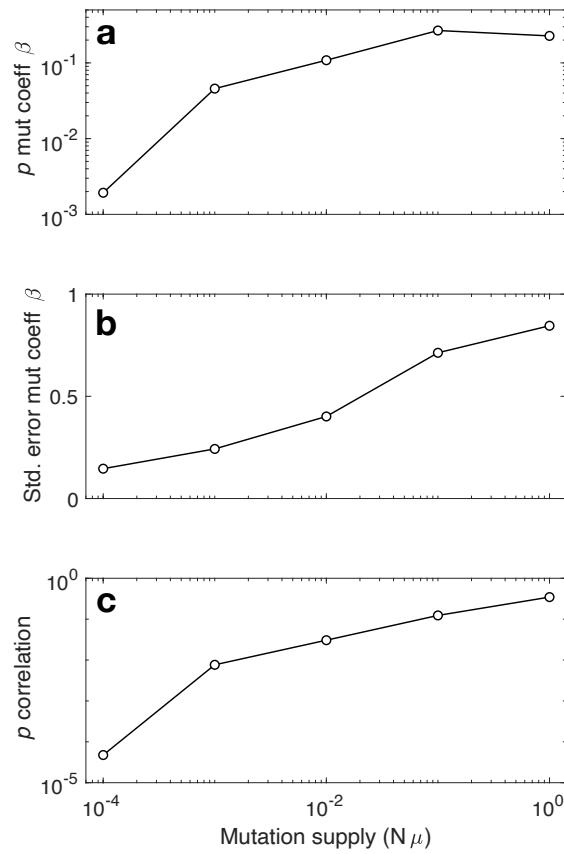 a
p mut coeff β
10⁻¹
10⁻²
10⁻³
b
Std. error mut coeff β
1
0.5
0
c
p correlation
10⁰
10⁻⁵
10⁻⁴
10⁻²
10⁰
Mutation supply (N μ)